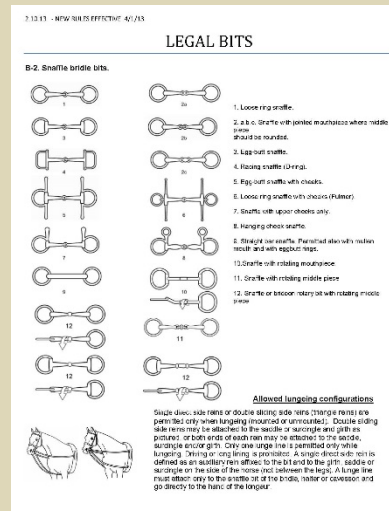 2.10.13 - NEW RULES EFFECTIVE 4/1/13
LEGAL BITS
B-2. Snaffle bridle bits.
1
2a
3
2b
4
2c
5
6
7
8
9
10
12
12
11
12
12
1. Loose ring snaffle.
2. a.b.c. Snaffle with jointed mouthpiece where middle
piece
should be rounded.
3. Egg-butt snaffle.
4. Racing snaffle (D-ring).
5. Egg-butt snaffle with cheeks.
6. Loose ring snaffle with cheeks (Fulmer)
7. Snaffle with upper cheeks only.
8. Hanging cheek snaffle.
9. Straight bar snaffle. Permitted also with mullen
mouth and with eggbutt rings.
10.Snaffle with rotating mouthpiece
11. Snaffle with rotating middle piece
12. Snaffle or bradoon rotary bit with rotating middle
piece
Allowed lungeing configurations
Single direct side reins or double sliding side reins (triangle reins) are
permitted only when lungeing (mounted or unmounted). Double sliding
side reins may be attached to the saddle or surcingle and girth as
pictured, or both ends of each rein may be attached to the saddle,
surcingle and/or girth. Only one lunge line is permitted only while
lungeing. Driving or long lining is prohibited. A single direct side rein is
defined as an auxiliary rein affixed to the bit and to the girth, saddle or
surcingle on the side of the horse (not between the legs). A lunge line
must attach only to the snaffle bit of the bridle, halter or cavesson and
go directly to the hand of the longeur.